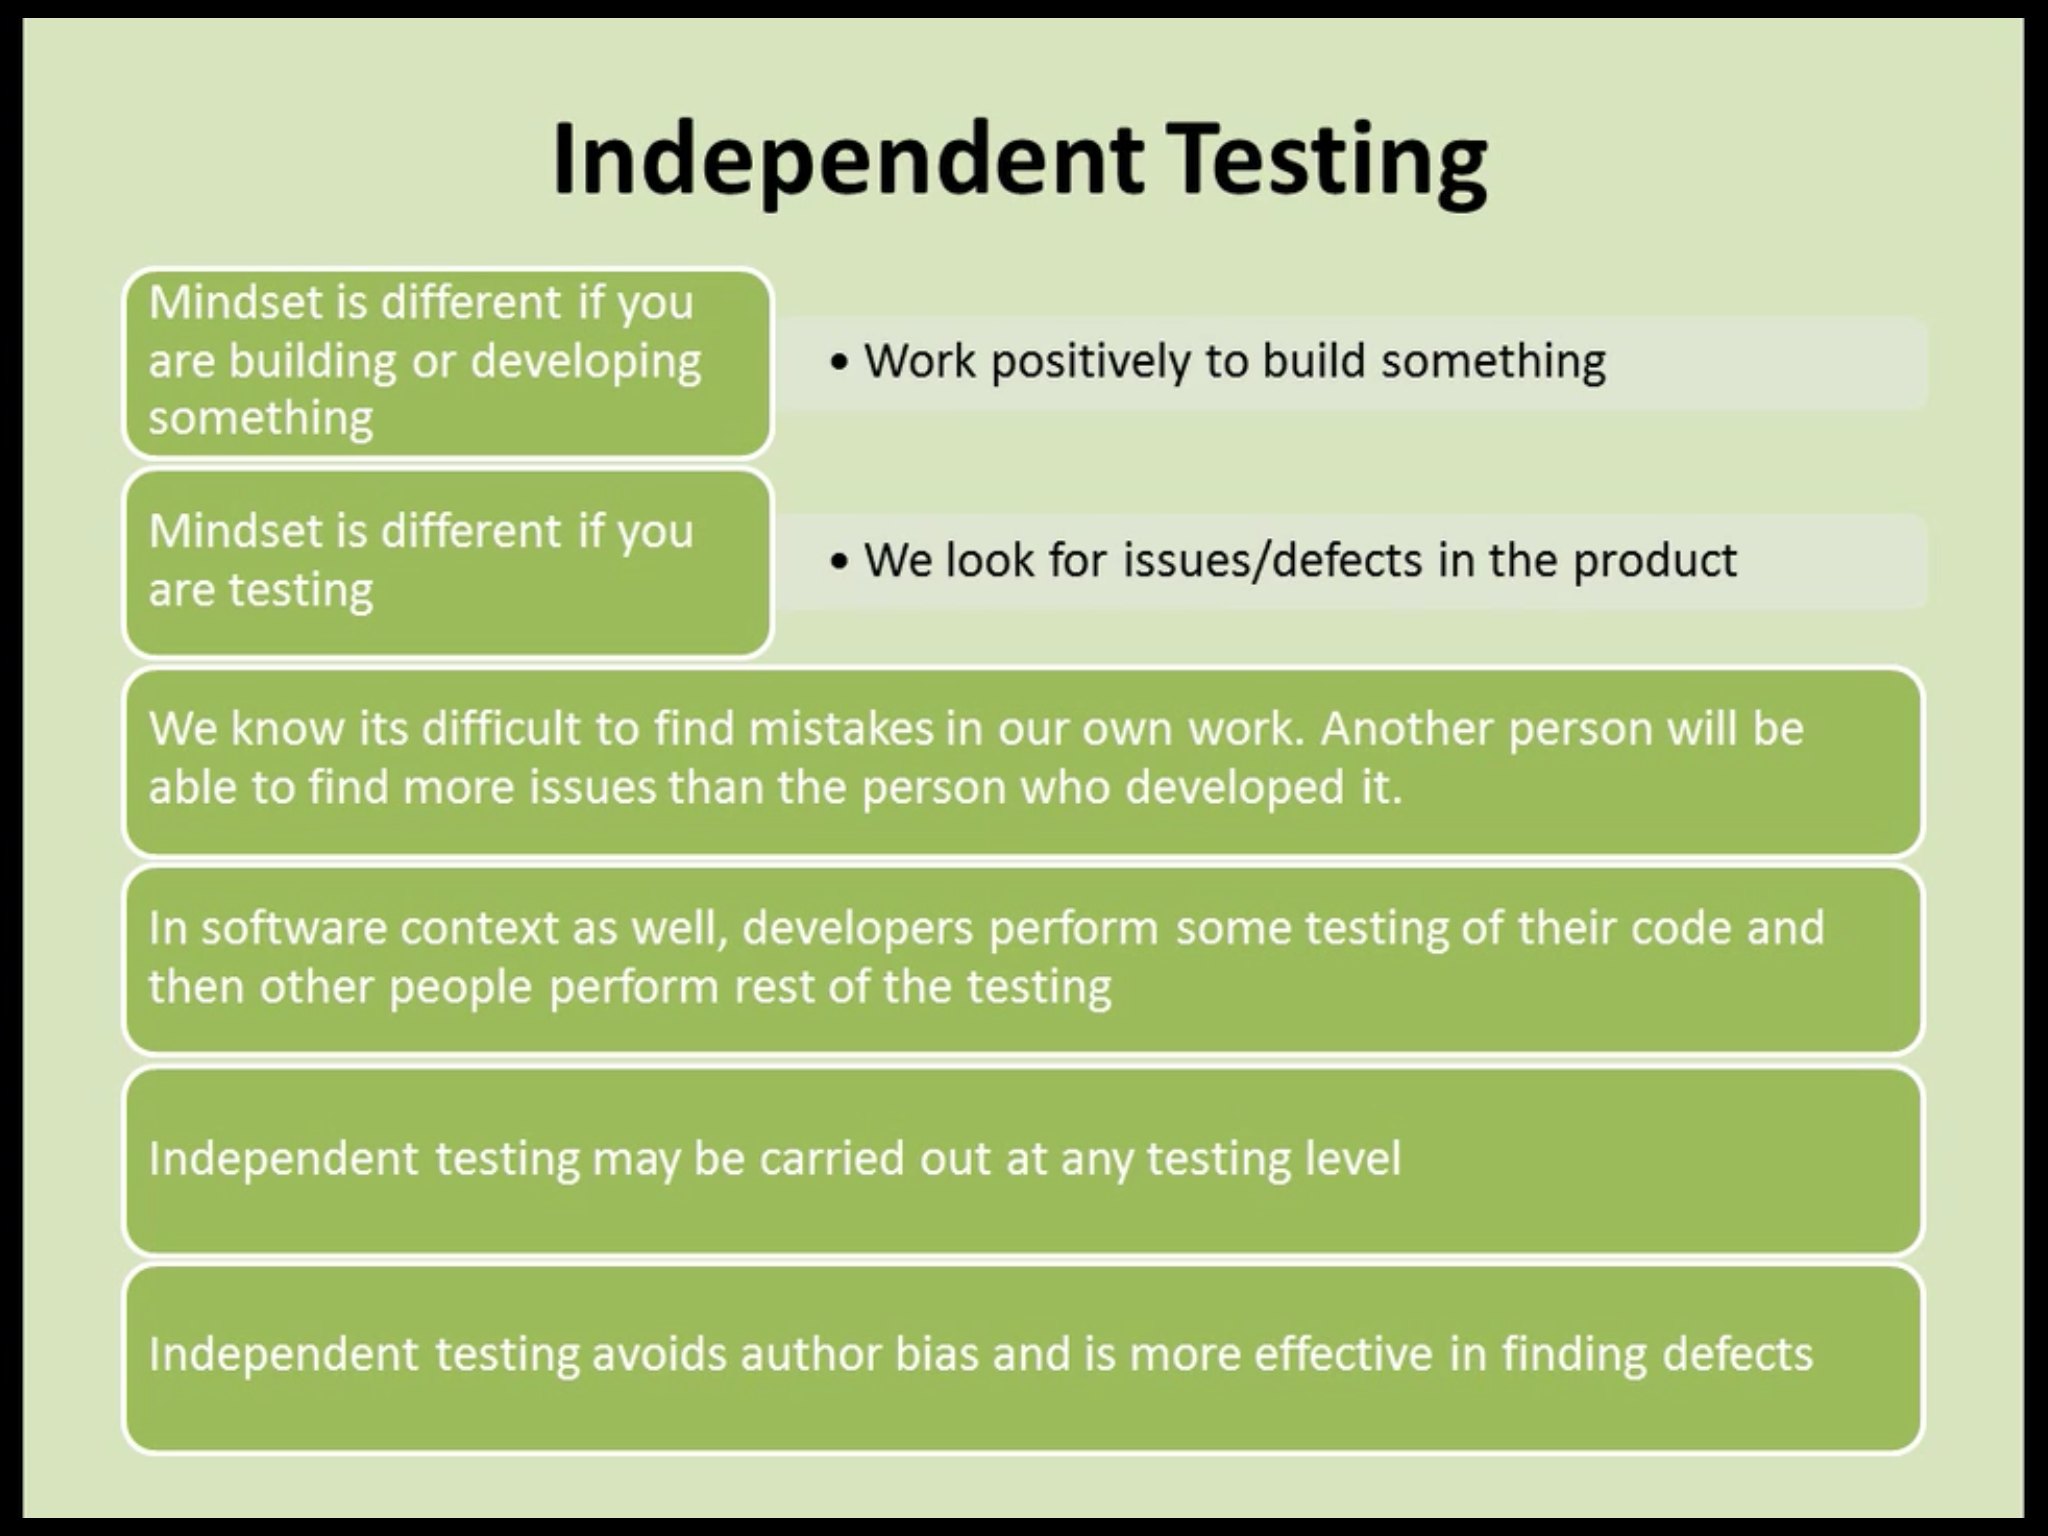 Independent Testing
Mindset is different if you
are building or developing
something
• Work positively to build something
Mindset is different if you
are testing
• We look for issues/defects in the product
We know its difficult to find mistakes in our own work. Another person will be
able to find more issues than the person who developed it.
In software context as well, developers perform some testing of their code and
then other people perform rest of the testing
Independent testing may be carried out at any testing level
Independent testing avoids author bias and is more effective in finding defects